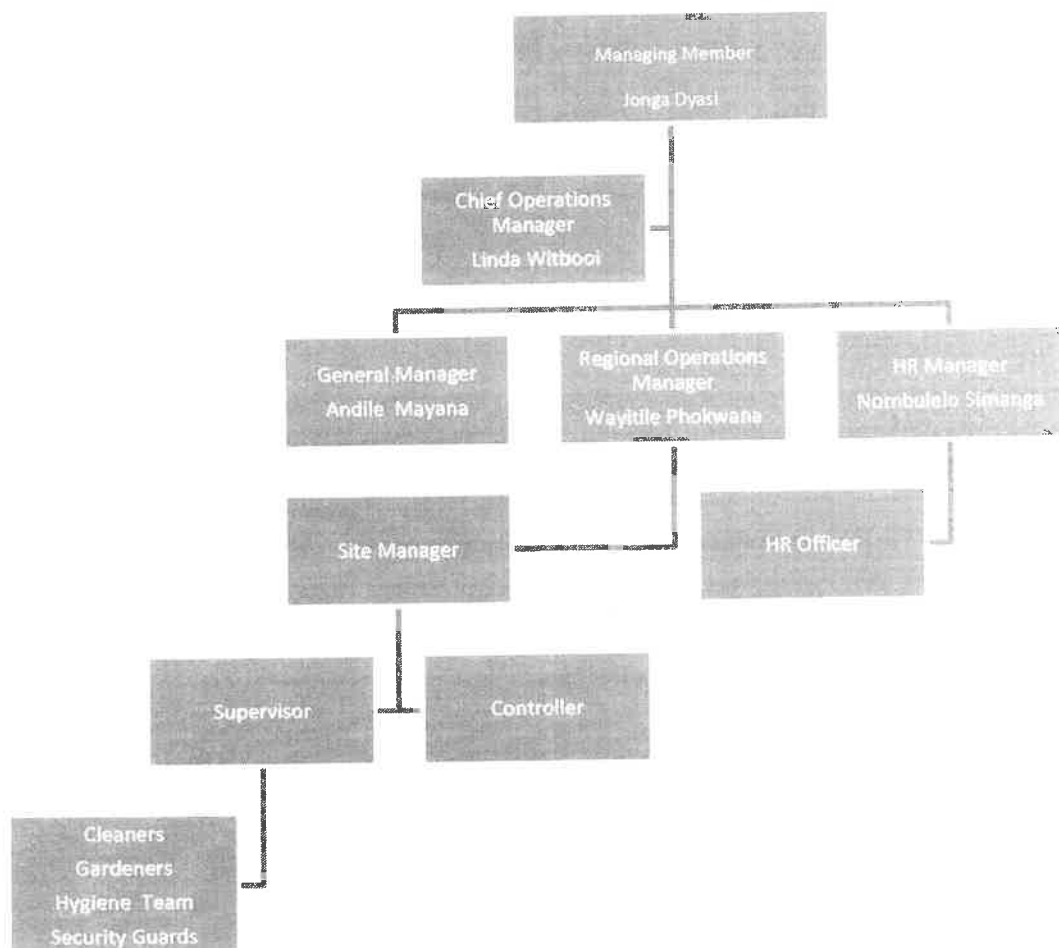 Managing Member
Jonga Dyasi
Chief Operations
Manager
Linda Witbooi
General Manager
Andile Mayana
Regional Operations
Manager
Wayitile Phokwana
HR Manager
Nombulelo Simanga
Site Manager
HR Officer
Supervisor
Controller
Cleaners
Gardeners
Hygiene Team
Security Guards